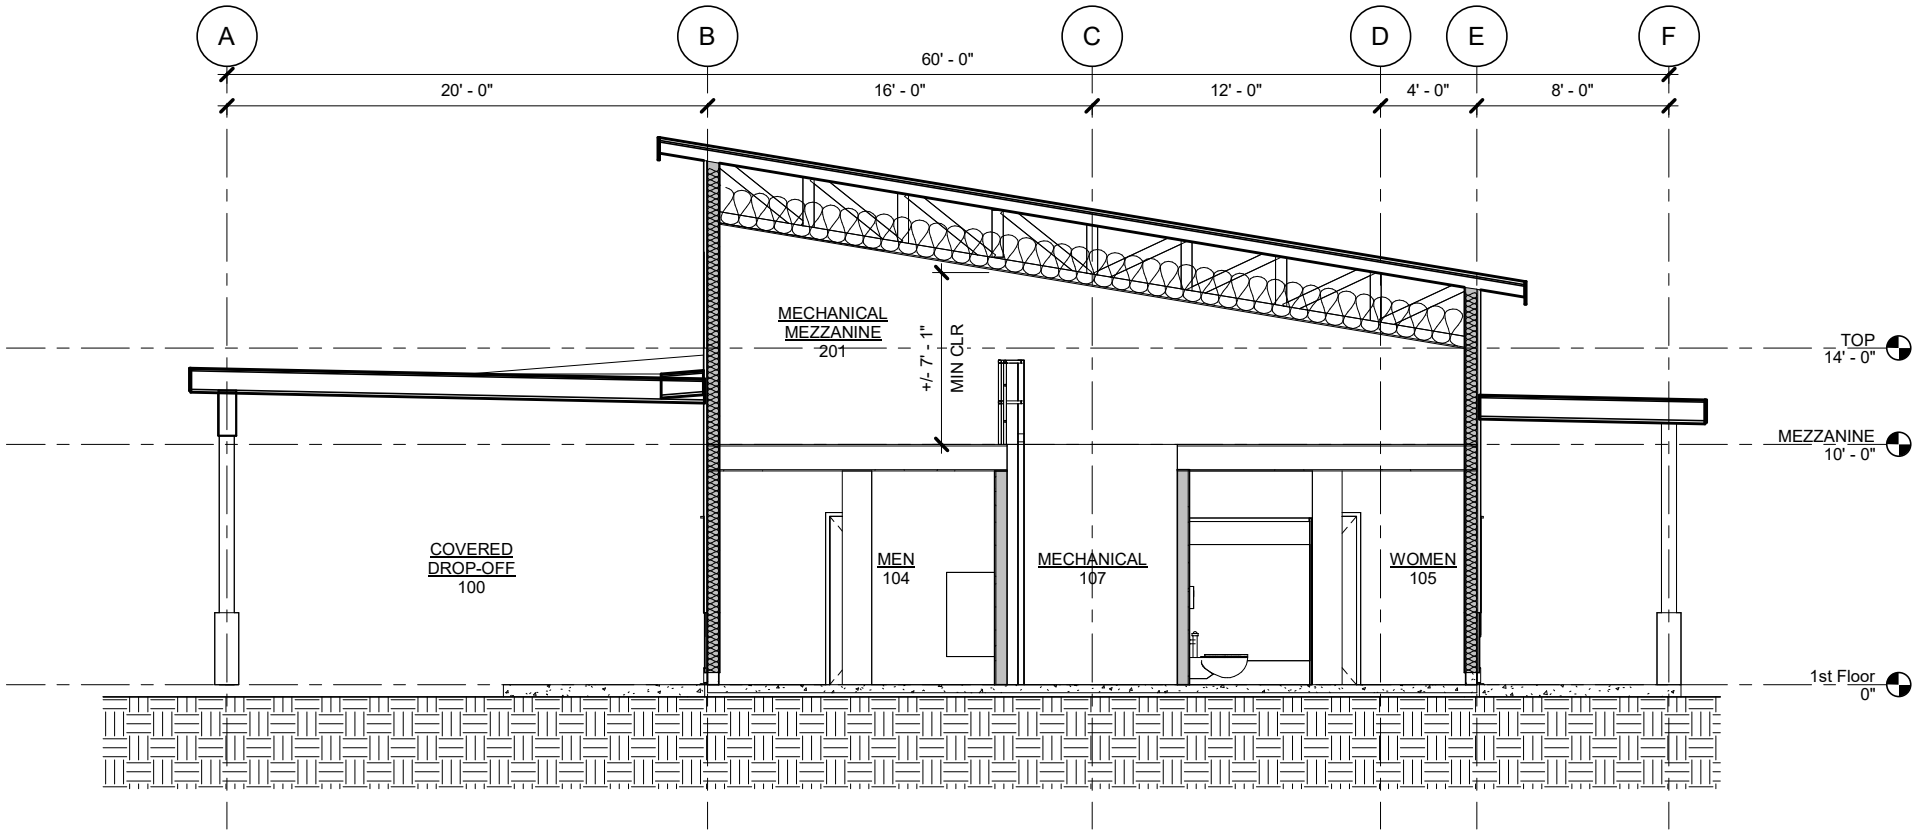 A
B
C
D
E
F
60' - 0"
20' - 0"
16' - 0"
12' - 0"
4' - 0"
8' - 0"
MECHANICAL
MEZZANINE
201
+/- 7' - 1"
MIN CLR
TOP
14' - 0"
MEZZANINE
10' - 0"
COVERED
DROP-OFF
100
MEN
104
MECHANICAL
107
WOMEN
105
1st Floor
0"